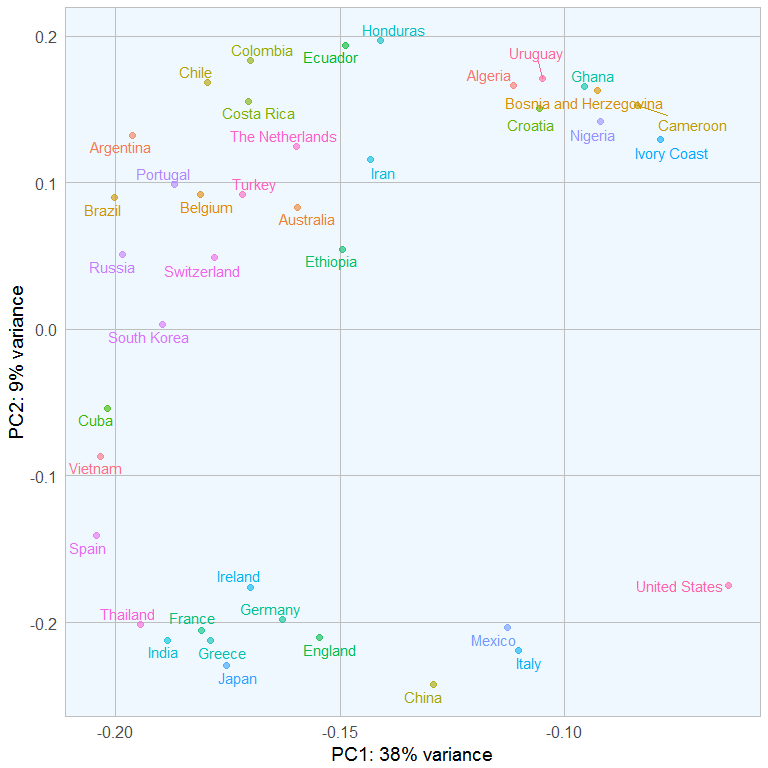 Honduras
0.2
Colombia
Ecuador
Uruguay
Chile
Algeria
Ghana
Costa Rica
Bosnia and Herzegovina
Croatia
Cameroon
The Netherlands
Nigeria
Argentina
Ivory Coast
Portugal
Iran
Turkey
0.1
Brazil
Belgium
Australia
Russia
Switzerland
Ethiopia
0.0
South Korea
Cuba
Vietnam
-0.1
Spain
Ireland
United States
Thailand
France
Germany
-0.2
India
Greece
England
Mexico
Italy
Japan
China
-0.20
-0.15
-0.10
PC1: 38% variance
PC2: 9% variance